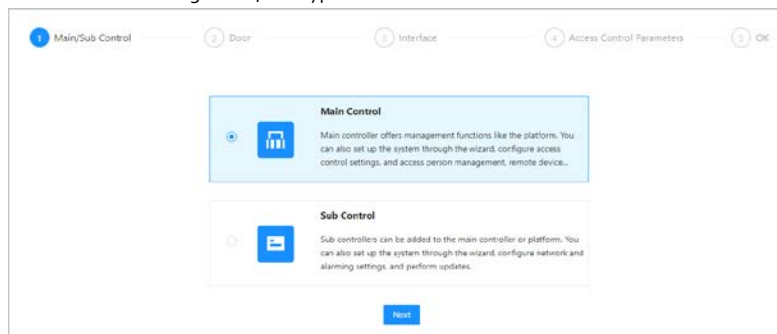 1 Main/Sub Control 2 Door 3 Interface 4 Access Control Parameters 5 OK
Main Control
Main controller offers management functions like the platform. You
can also set up the system through the wizard, configure access
control settings, and access person management, remote device...
Sub Control
Sub controllers can be added to the main controller or platform. You
can also set up the system through the wizard, configure network and
alarming settings, and perform updates.
Next